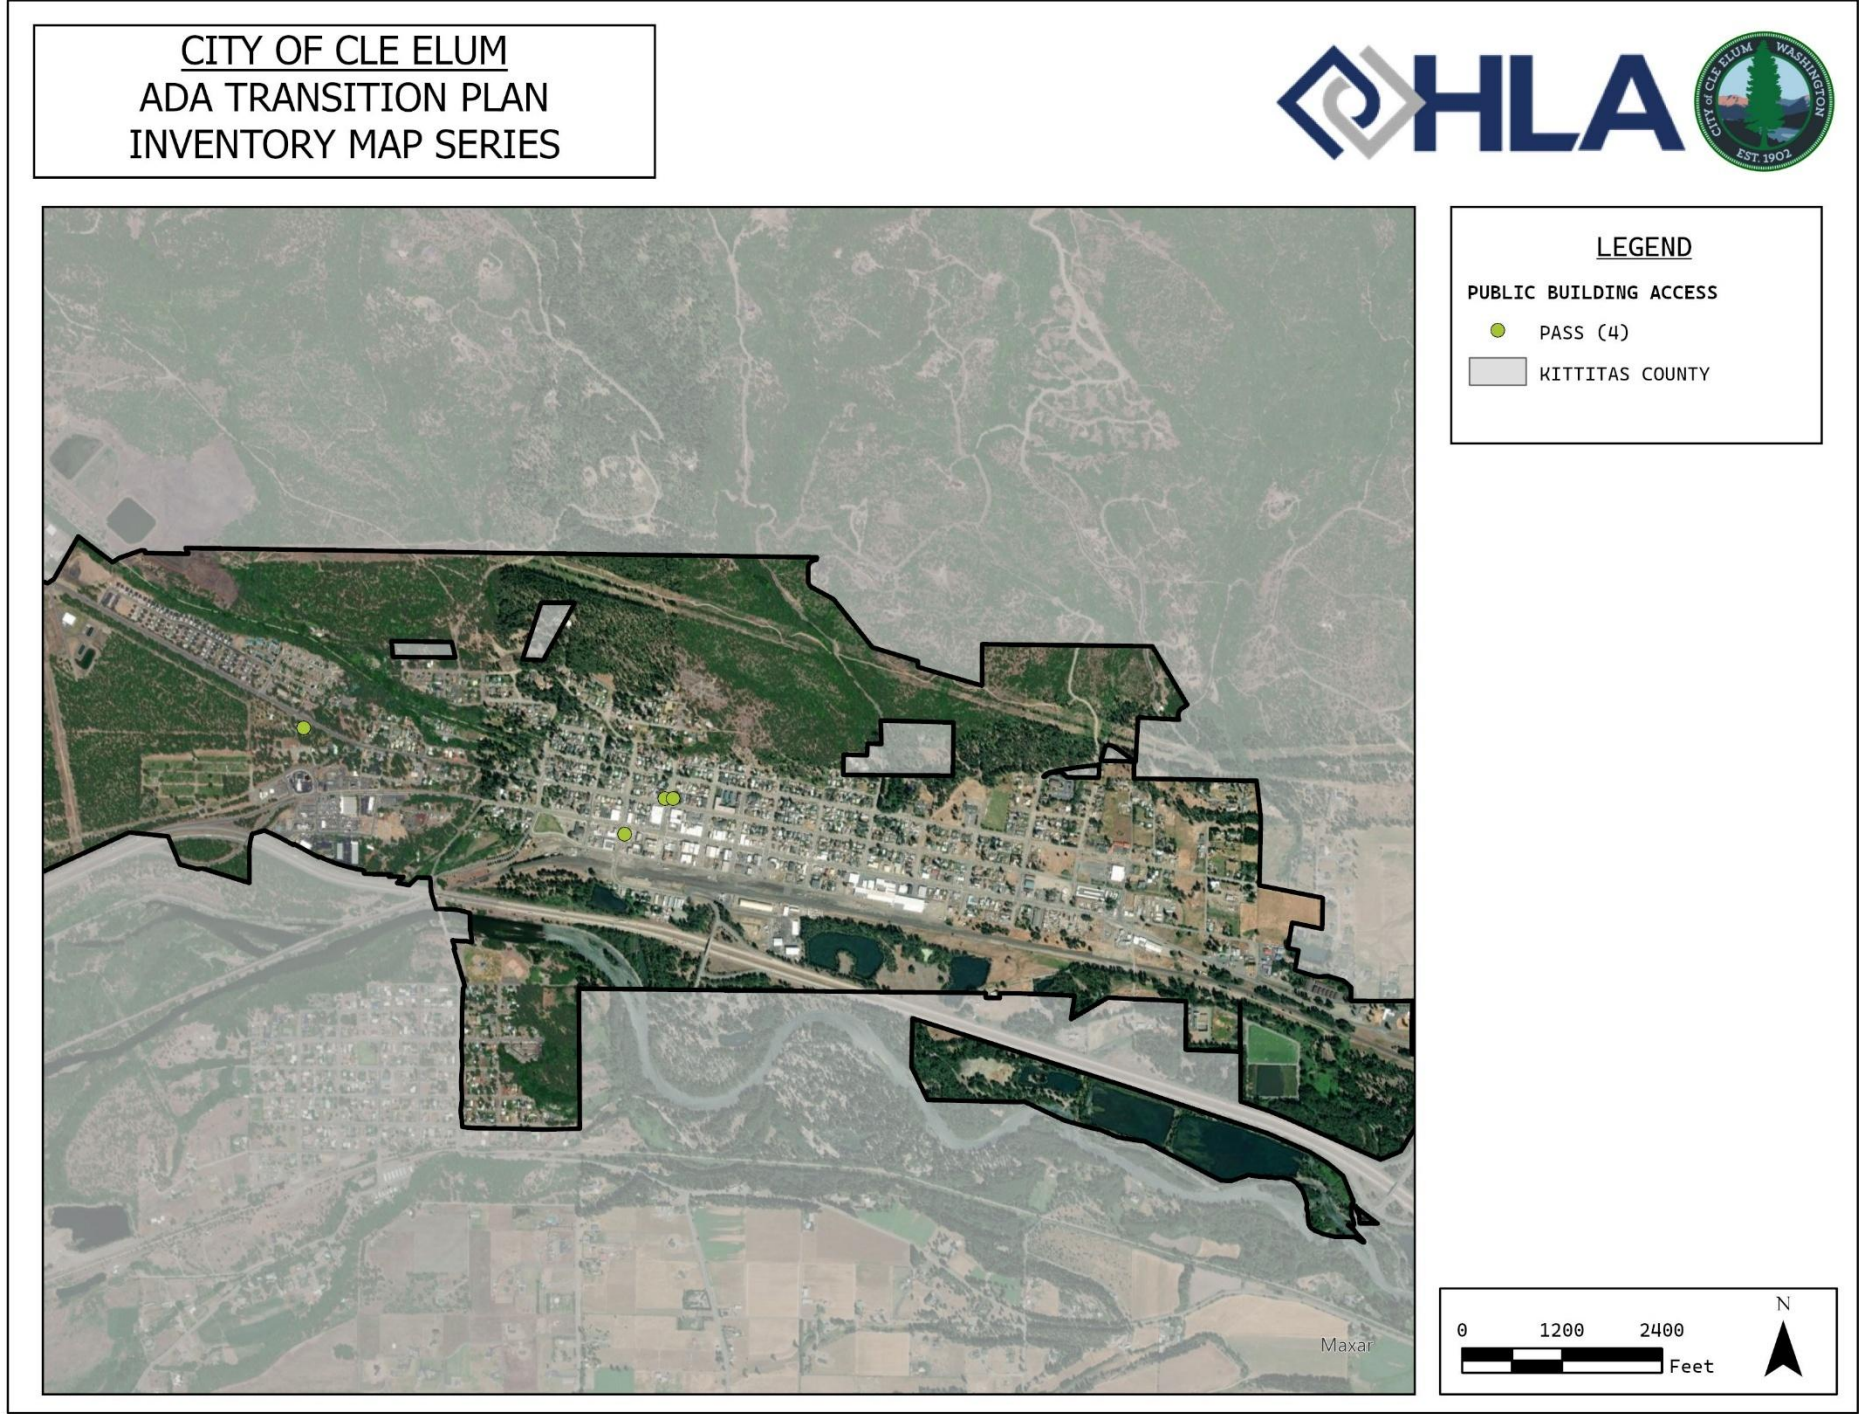 CITY OF CLE ELUM
ADA TRANSITION PLAN
INVENTORY MAP SERIES
HLA
CITY of CLE ELUM WASHINGTON
EST. 1902
LEGEND
PUBLIC BUILDING ACCESS
PASS (4)
KITTITAS COUNTY
Maxar
0 1200 2400
Feet
N